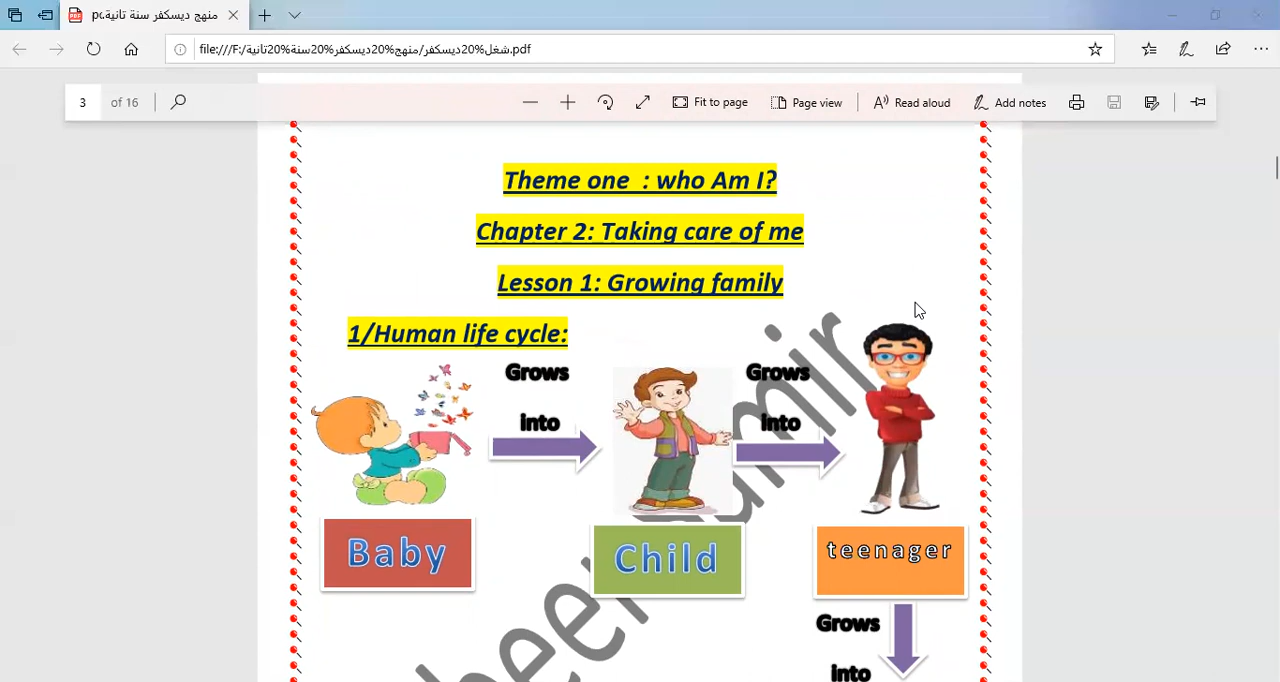 منهج ديسكفر سنة تانية.pc
file:///F:/شغل%20ديسكفر/منهج%20ديسكفر%20سنة%20تانية.pdf
3 of 16
Fit to page
Page view
Read aloud
Add notes
Theme one : who Am I?
Chapter 2: Taking care of me
Lesson 1: Growing family
1/Human life cycle:
Grows
into
Grows
into
Baby
Child
teenager
Grows
into